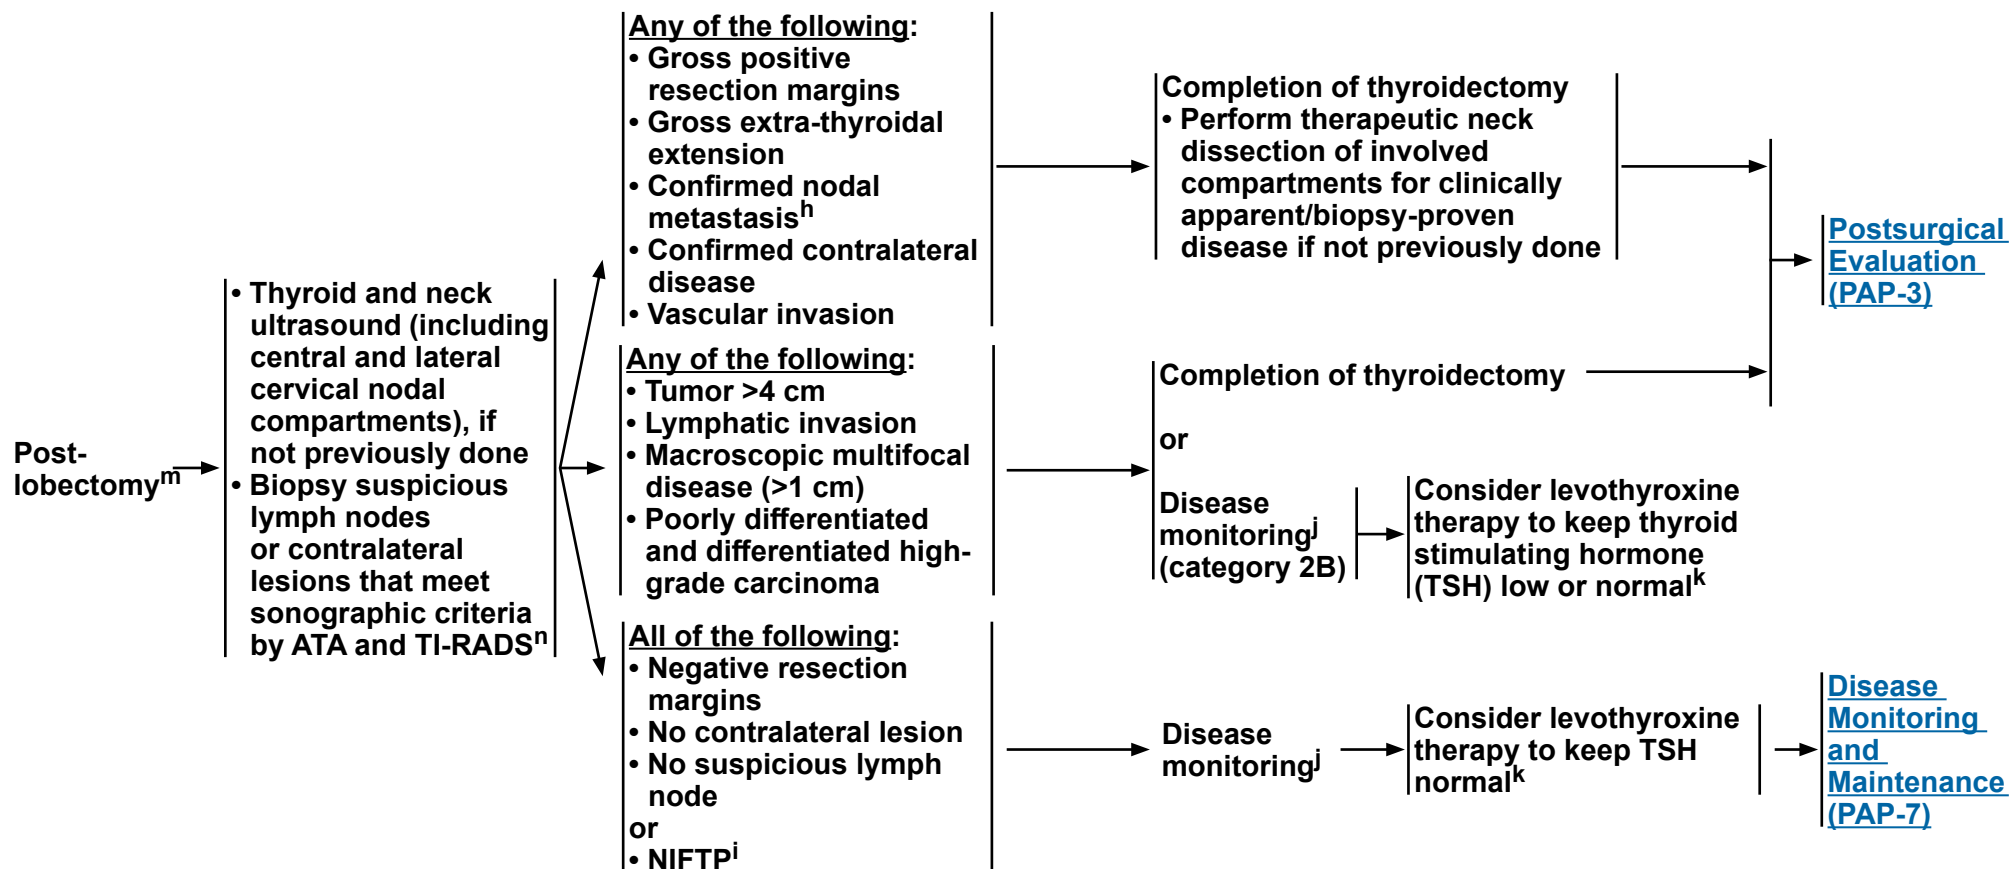 Post-
lobectomyᵐ
• Thyroid and neck
ultrasound (including
central and lateral
cervical nodal
compartments), if
not previously done
• Biopsy suspicious
lymph nodes
or contralateral
lesions that meet
sonographic criteria
by ATA and TI-RADSⁿ
Any of the following:
• Gross positive
resection margins
• Gross extra-thyroidal
extension
• Confirmed nodal
metastasisʰ
• Confirmed contralateral
disease
• Vascular invasion
Completion of thyroidectomy
• Perform therapeutic neck
dissection of involved
compartments for clinically
apparent/biopsy-proven
disease if not previously done
Postsurgical
Evaluation
(PAP-3)
Any of the following:
• Tumor >4 cm
• Lymphatic invasion
• Macroscopic multifocal
disease (>1 cm)
• Poorly differentiated
and differentiated high-
grade carcinoma
Completion of thyroidectomy
or
Disease
monitoringʲ
(category 2B)
Consider levothyroxine
therapy to keep thyroid
stimulating hormone
(TSH) low or normalᵏ
All of the following:
• Negative resection
margins
• No contralateral lesion
• No suspicious lymph
node
or
• NIFTPⁱ
Disease
monitoringʲ
Consider levothyroxine
therapy to keep TSH
normalᵏ
Disease
Monitoring
and
Maintenance
(PAP-7)